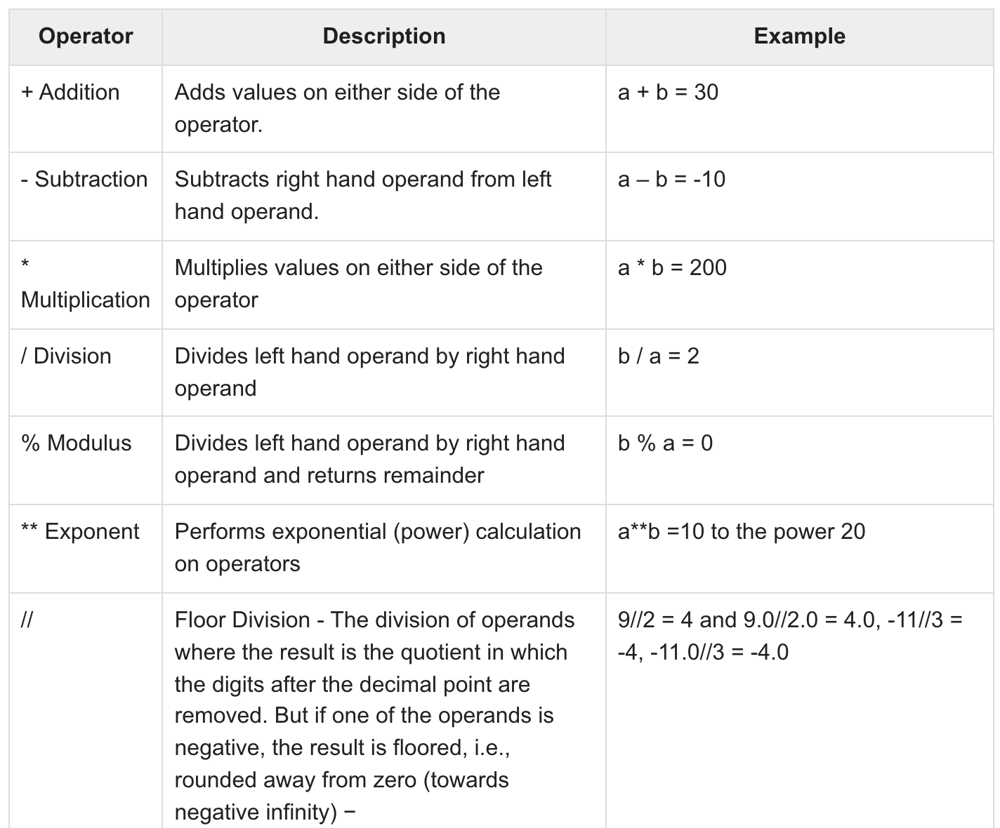 Operator Description Example
+ Addition Adds values on either side of the a + b = 30
operator.
- Subtraction Subtracts right hand operand from left a – b = -10
hand operand.
* Multiplies values on either side of the a * b = 200
Multiplication operator
/ Division Divides left hand operand by right hand b / a = 2
operand
% Modulus Divides left hand operand by right hand b % a = 0
operand and returns remainder
** Exponent Performs exponential (power) calculation a**b =10 to the power 20
on operators
// Floor Division - The division of operands 9//2 = 4 and 9.0//2.0 = 4.0, -11//3 =
where the result is the quotient in which -4, -11.0//3 = -4.0
the digits after the decimal point are
removed. But if one of the operands is
negative, the result is floored, i.e.,
rounded away from zero (towards
negative infinity) −